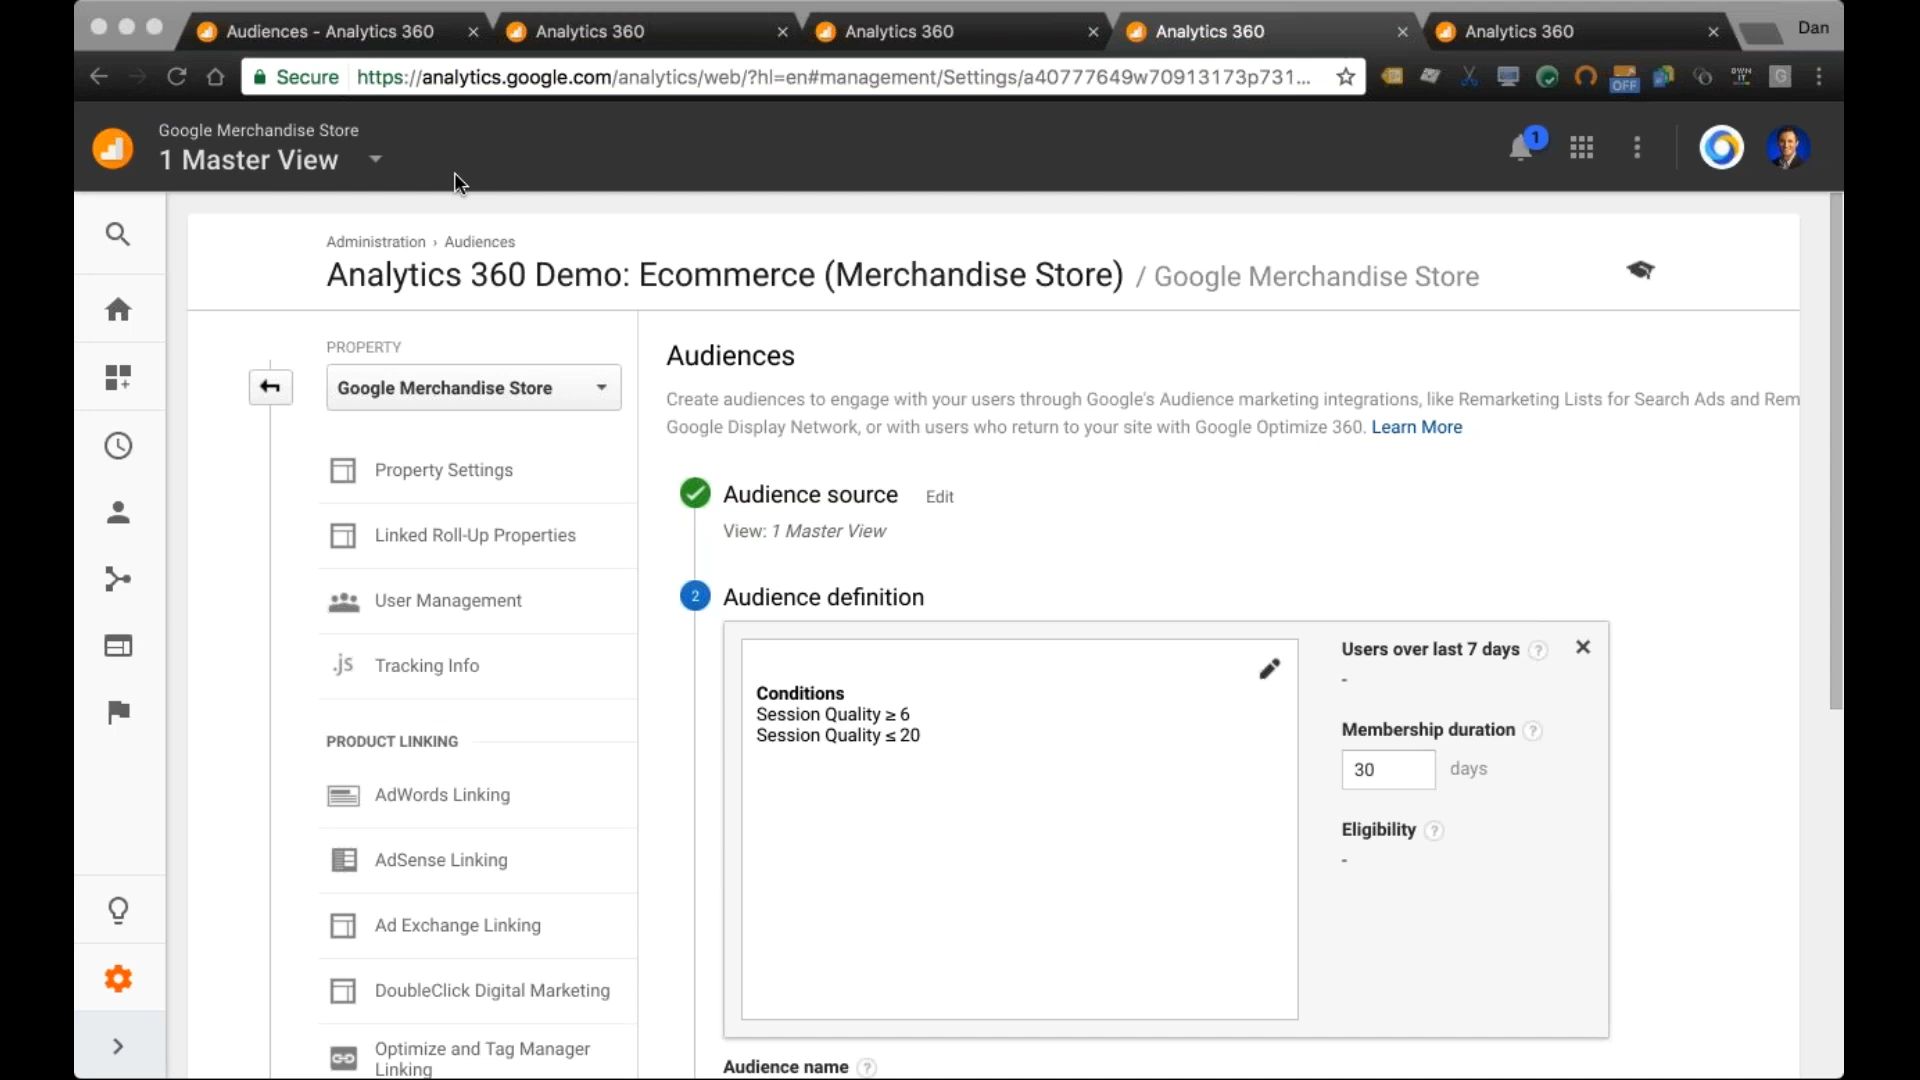 Audiences - Analytics 360
Analytics 360
Analytics 360
Analytics 360
Analytics 360
Dan
Secure
https://analytics.google.com/analytics/web/?hl=en#management/Settings/a40777649w70913173p731...
OFF
OWN IT
G
Google Merchandise Store
1 Master View
1
Administration › Audiences
Analytics 360 Demo: Ecommerce (Merchandise Store) / Google Merchandise Store
PROPERTY
Google Merchandise Store
Property Settings
Linked Roll-Up Properties
User Management
.js Tracking Info
PRODUCT LINKING
AdWords Linking
AdSense Linking
Ad Exchange Linking
DoubleClick Digital Marketing
Optimize and Tag Manager
Linking
Audiences
Create audiences to engage with your users through Google's Audience marketing integrations, like Remarketing Lists for Search Ads and Rem
Google Display Network, or with users who return to your site with Google Optimize 360. Learn More
Audience source Edit
View: 1 Master View
2 Audience definition
Conditions
Session Quality ≥ 6
Session Quality ≤ 20
Users over last 7 days ?
-
Membership duration ?
30 days
Eligibility ?
-
Audience name ?